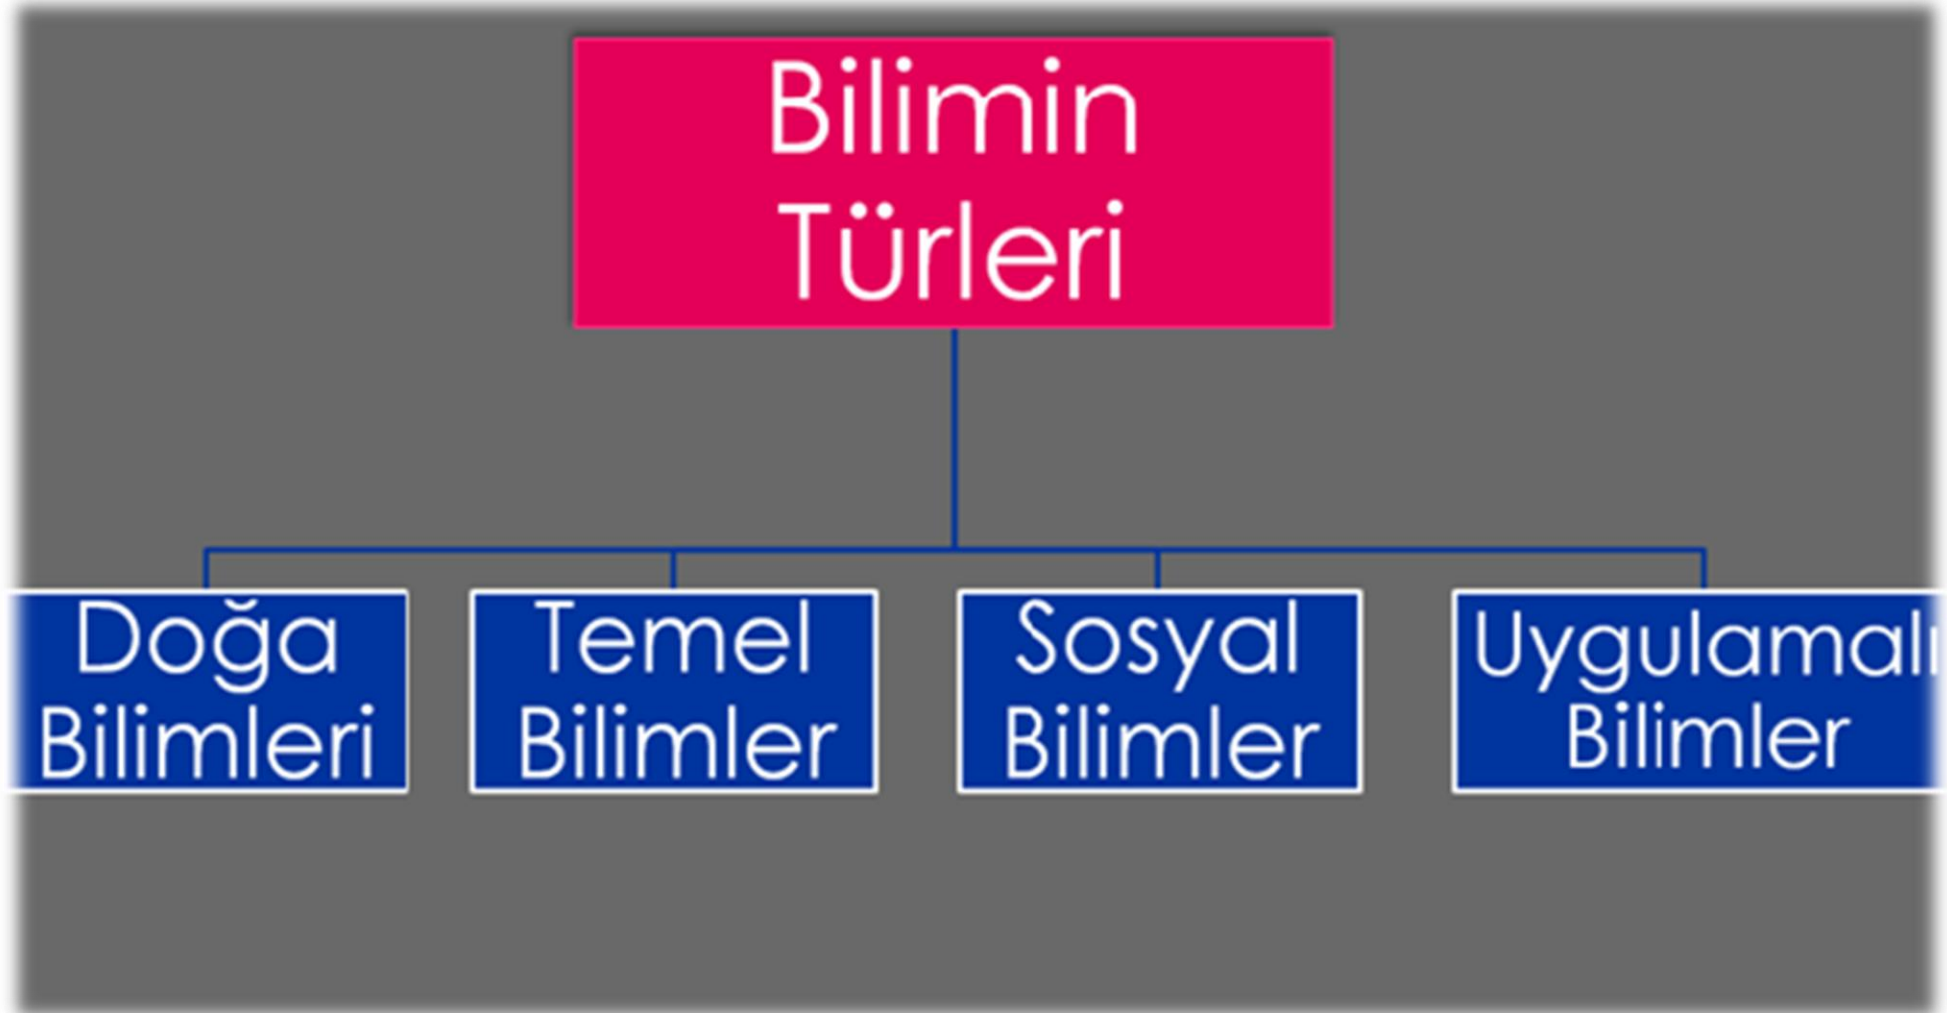 Bilimin
Türleri
Doğa
Bilimleri
Temel
Bilimler
Sosyal
Bilimler
Uygulamalı
Bilimler